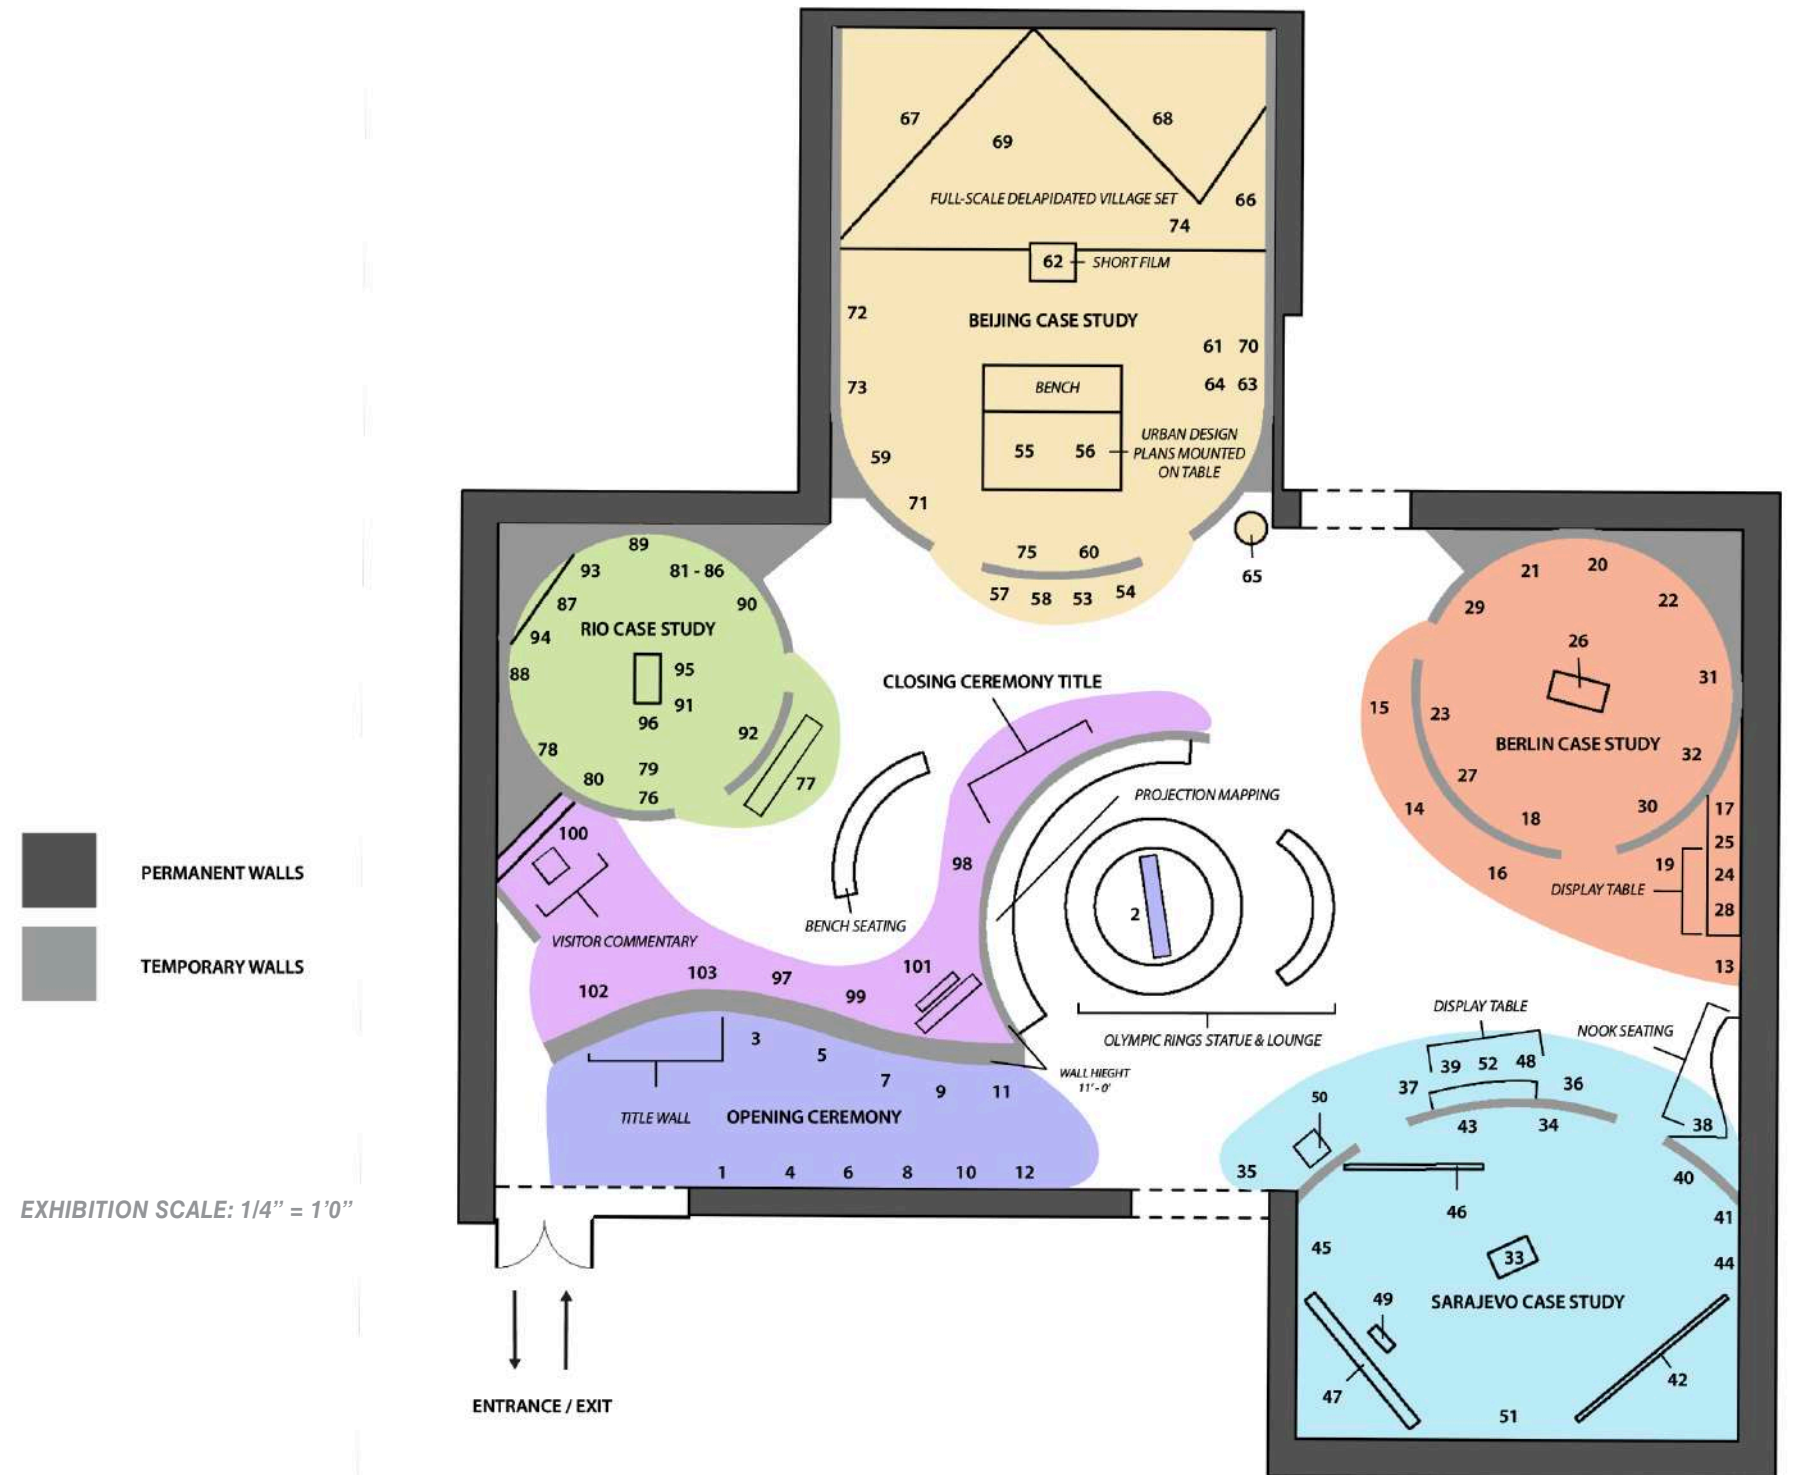 67
68
69
FULL-SCALE DELAPIDATED VILLAGE SET
66
74
62
SHORT FILM
72
BEIJING CASE STUDY
61 70
73
BENCH
64 63
55 56
URBAN DESIGN
PLANS MOUNTED
ON TABLE
59
71
75 60
57 58 53 54
65
89
93 81 - 86
87 90
RIO CASE STUDY
94
88 95
91
96
92
78
79
80
76
77
CLOSING CEREMONY TITLE
21 20
29 22
26
31
15 23
BERLIN CASE STUDY
32
27
14 18 30
17
25
19
24
16
DISPLAY TABLE
28
13
PROJECTION MAPPING
100
98
2
BENCH SEATING
VISITOR COMMENTARY
101
103
97
102
99
OLYMPIC RINGS STATUE & LOUNGE
WALL HIEGHT
11' - 0'
3
5
7
9
11
TITLE WALL
OPENING CEREMONY
1 4 6 8 10 12
DISPLAY TABLE
NOOK SEATING
39 52 48
37 36
50
43 34
38
35
40
46
41
45
33
44
49
SARAJEVO CASE STUDY
47
42
51
PERMANENT WALLS
TEMPORARY WALLS
EXHIBITION SCALE: 1/4” = 1’0”
ENTRANCE / EXIT